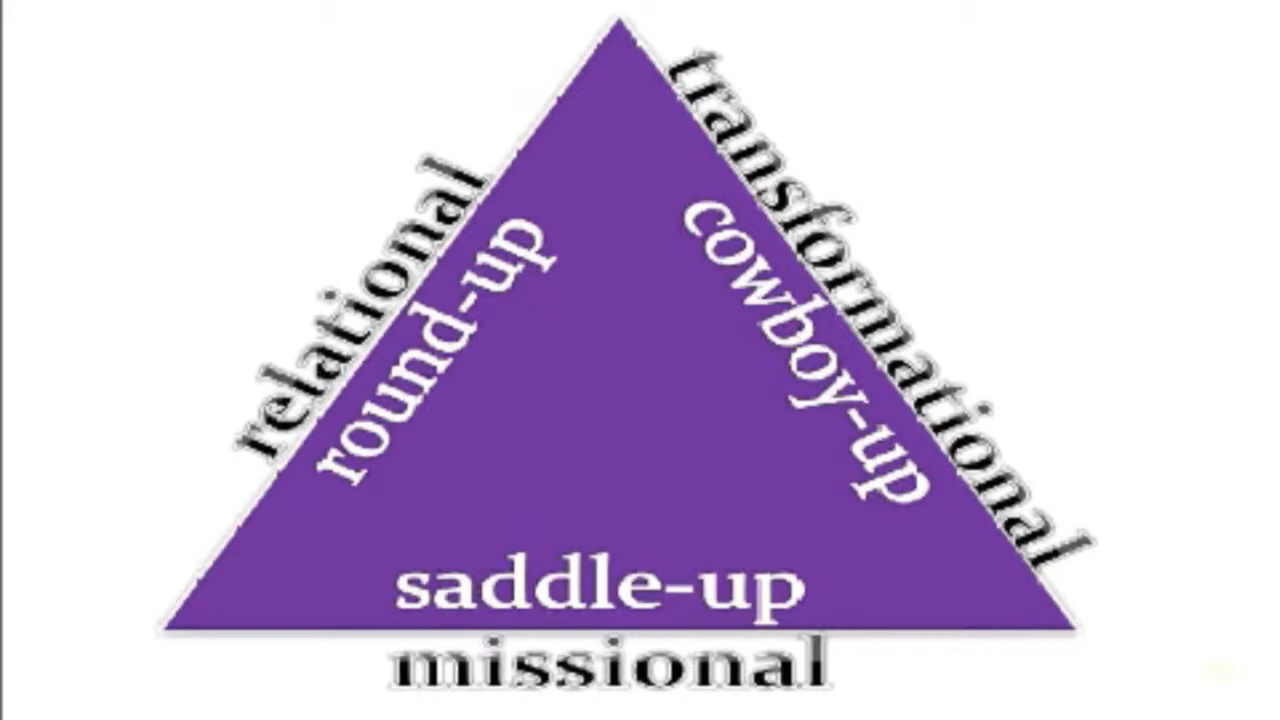 relational
round-up
transformational
cowboy-up
saddle-up
missional